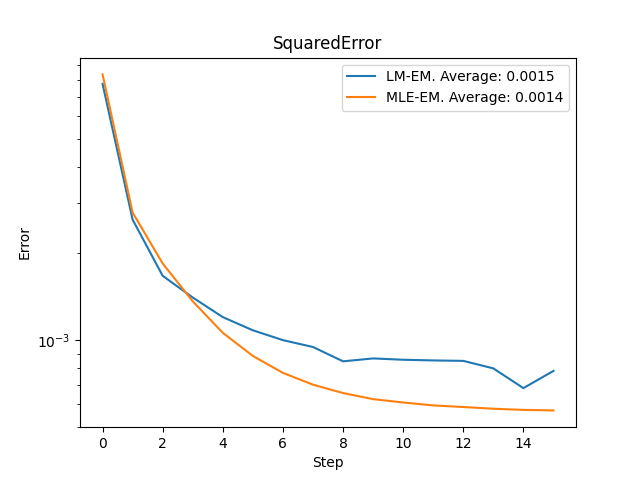 SquaredError
LM-EM. Average: 0.0015
MLE-EM. Average: 0.0014
Error
10⁻³
0 2 4 6 8 10 12 14
Step